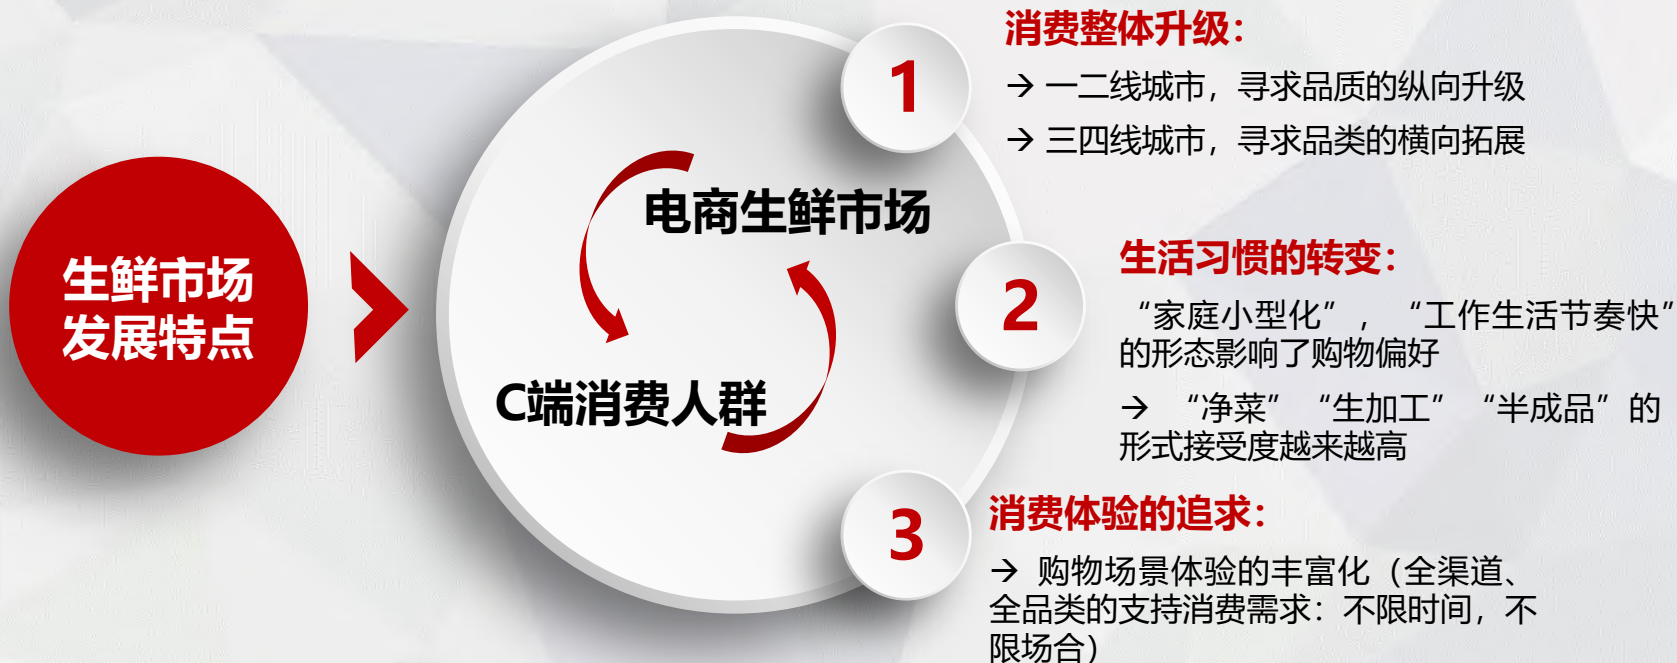 生鲜市场
发展特点
电商生鲜市场
C端消费人群
1
消费整体升级：
→ 一二线城市，寻求品质的纵向升级
→ 三四线城市，寻求品类的横向拓展
2
生活习惯的转变：
“家庭小型化”，“工作生活节奏快”
的形态影响了购物偏好
→ “净菜”“生加工”“半成品”的
形式接受度越来越高
3
消费体验的追求：
→ 购物场景体验的丰富化（全渠道、
全品类的支持消费需求：不限时间，不
限场合）